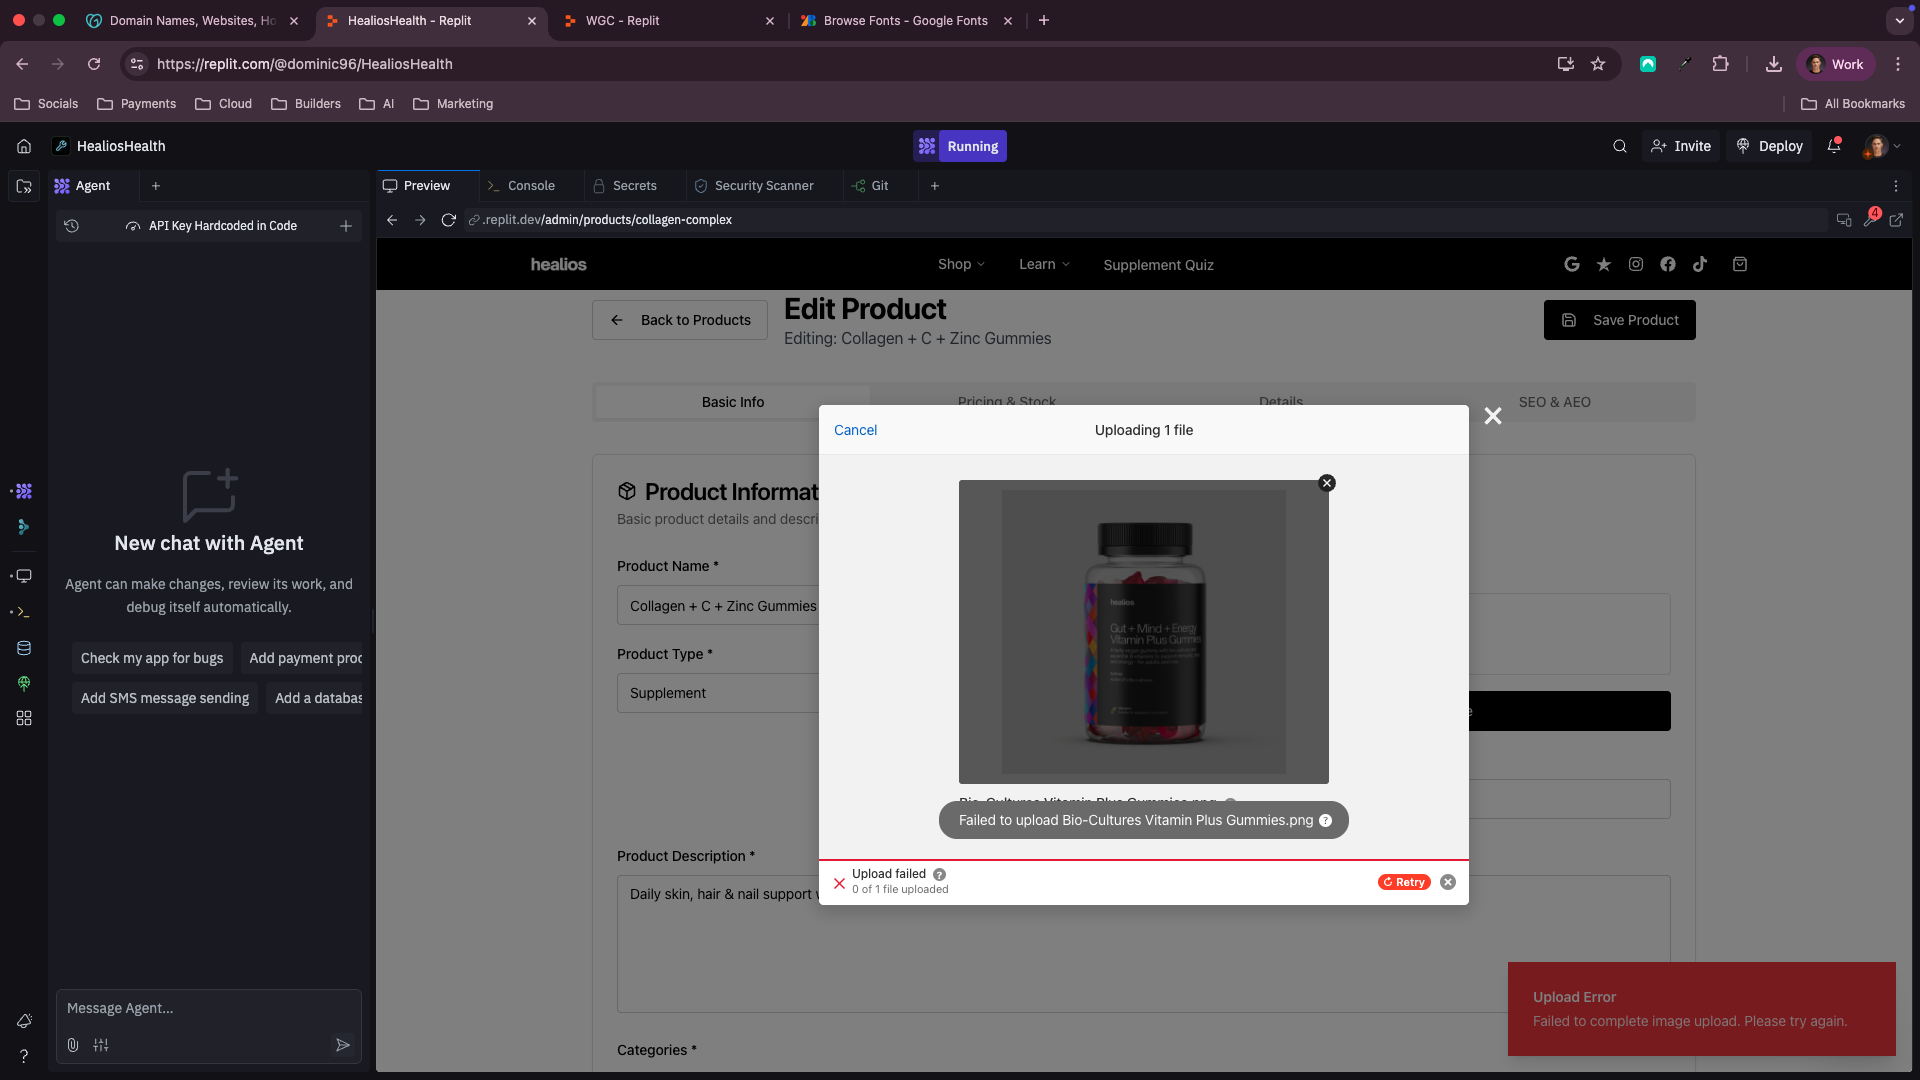 Domain Names, Websites, Ho
HealiosHealth - Replit
WGC - Replit
Browse Fonts - Google Fonts
https://replit.com/@dominic96/HealiosHealth
Work
Socials
Payments
Cloud
Builders
AI
Marketing
All Bookmarks
HealiosHealth
Running
Invite
Deploy
Agent
Preview
Console
Secrets
Security Scanner
Git
API Key Hardcoded in Code
.replit.dev/admin/products/collagen-complex
4
healios
Shop
Learn
Supplement Quiz
Back to Products
Edit Product
Editing: Collagen + C + Zinc Gummies
Save Product
Basic Info
Pricing & Stock
Details
SEO & AEO
Cancel
Uploading 1 file
Product Informat
Basic product details and descri
Product Name *
Collagen + C + Zinc Gummies
Product Type *
Supplement
healios
Gut + Mind + Energy
Vitamin Plus Gummies
Bio-Cultures Vitamin Plus Gummies.png
Failed to upload Bio-Cultures Vitamin Plus Gummies.png ?
Upload failed ?
0 of 1 file uploaded
Retry
e
Product Description *
Daily skin, hair & nail support
Categories *
Upload Error
Failed to complete image upload. Please try again.
New chat with Agent
Agent can make changes, review its work, and
debug itself automatically.
Check my app for bugs
Add payment proc
Add SMS message sending
Add a databas
Message Agent...